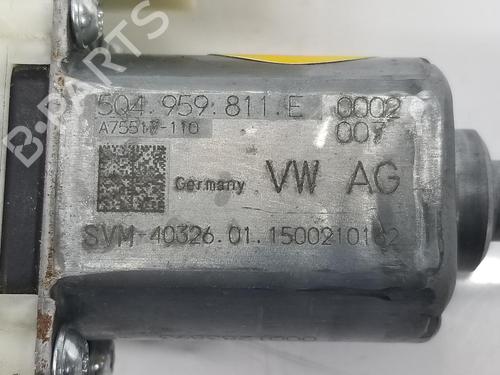 5Q4.959.811.E 0002
A75517-110 007
Germany VW AG
SVM-40326.01.1500210162
B-PARTS